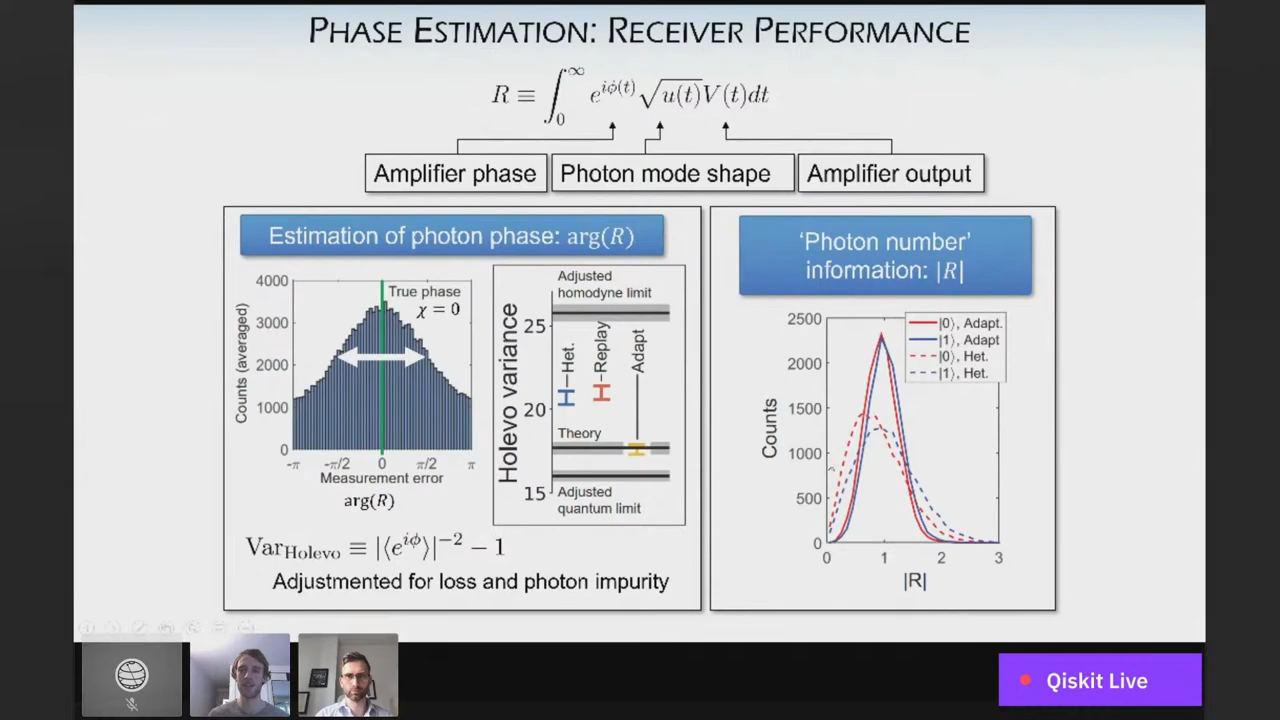 PHASE ESTIMATION: RECEIVER PERFORMANCE
R ≡ ∫₀^∞ e^{iϕ(t)} √u(t) V(t)dt
Amplifier phase
Photon mode shape
Amplifier output
Estimation of photon phase: arg(R)
4000
3000
2000
1000
0
Counts (averaged)
True phase
χ = 0
-π
-π/2
0
π/2
π
Measurement error
arg(R)
Holevo variance
25
20
15
Adjusted
homodyne limit
Het.
Replay
Adapt
Theory
Adjusted
quantum limit
Var_Holevo ≡ |⟨e^{iϕ}⟩|^{-2} − 1
Adjustmented for loss and photon impurity
‘Photon number’
information: |R|
2500
2000
1500
1000
500
0
Counts
|0⟩, Adapt.
|1⟩, Adapt
|0⟩, Het.
|1⟩, Het.
0
1
2
3
|R|
Qiskit Live